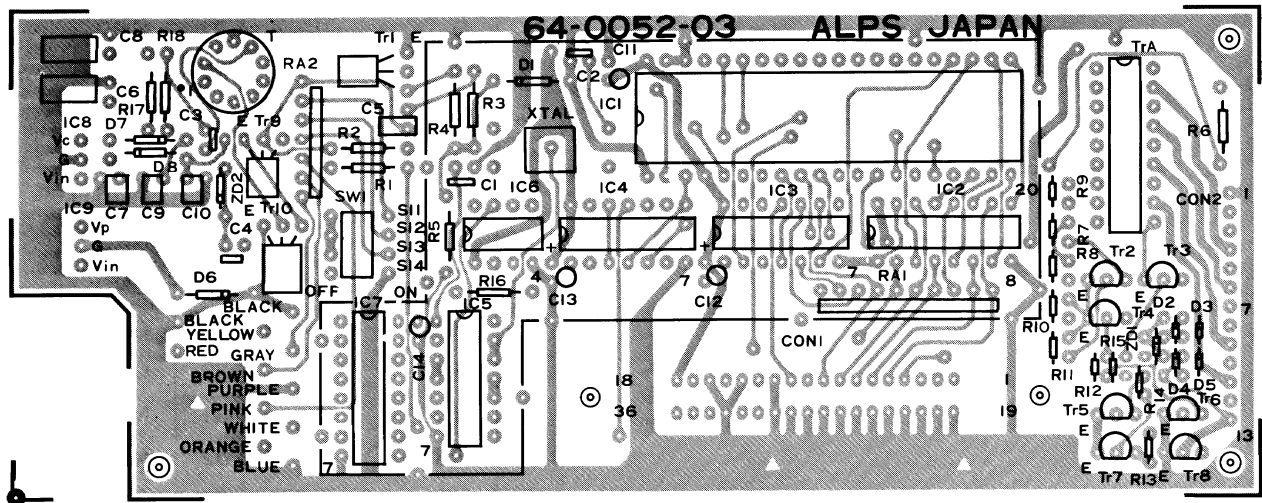 64-0052-03 ALPS JAPAN
C8 R18 T
Tr1 E
C11
TrA
RA2
D1
C2
C6
R17
C3
E Tr9
C5
R3
R4
IC1
XTAL
R6
IC8 D7
Vc
G
Vin
D8
R2
R1
SW1
ZD2
C7 C9 C10
E
Tr10
C1
IC6 IC4 IC3 IC2 20
R9
CON2
1
IC9
Vp
G
Vin
C4
S11
S12
S13
S14
R5
+
+
R7
R8
Tr2 Tr3
D6
OFF
ON
R16
4
C13
7
C12
7
RA1
8
E
E
Tr4
D2
D3
7
BLACK
BLACK
YELLOW
RED
GRAY
BROWN
PURPLE
PINK
WHITE
ORANGE
BLUE
IC7
C14
IC5
CON1
R10
R11
E
R15
ZD1
R12
R14
D4
D5
Tr6
18
1
36
19
Tr5
E
E
13
7
7
E
Tr7
R13
E
Tr8